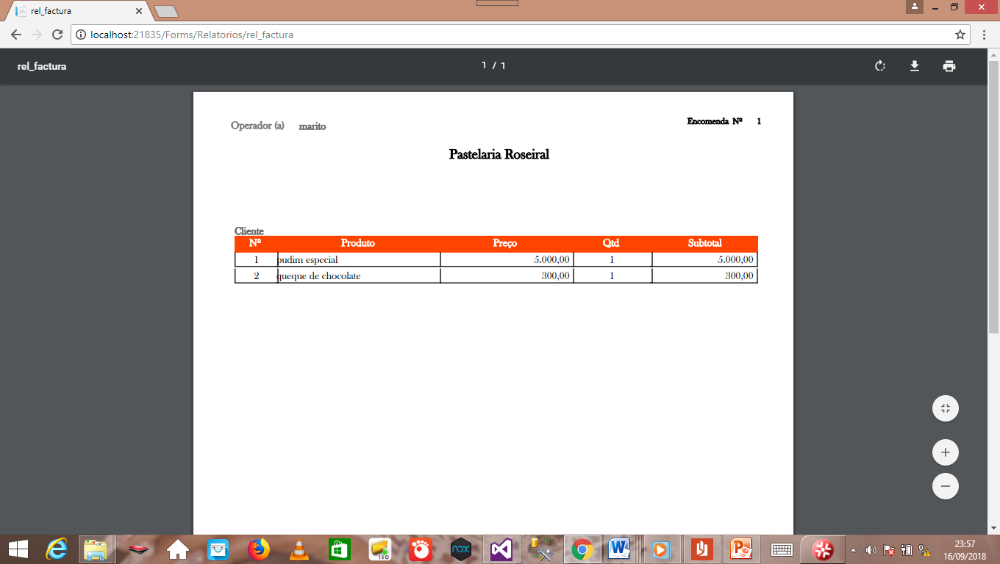 rel_factura
localhost:21835/Forms/Relatorios/rel_factura
rel_factura 1 / 1
Operador (a) marito Encomenda Nº 1
Pastelaria Roseiral
Cliente
Nº Produto Preço Qtd Subtotal
1 pudim especial 5.000,00 1 5.000,00
2 queque de chocolate 300,00 1 300,00
ISO nox
23:57
16/09/2018